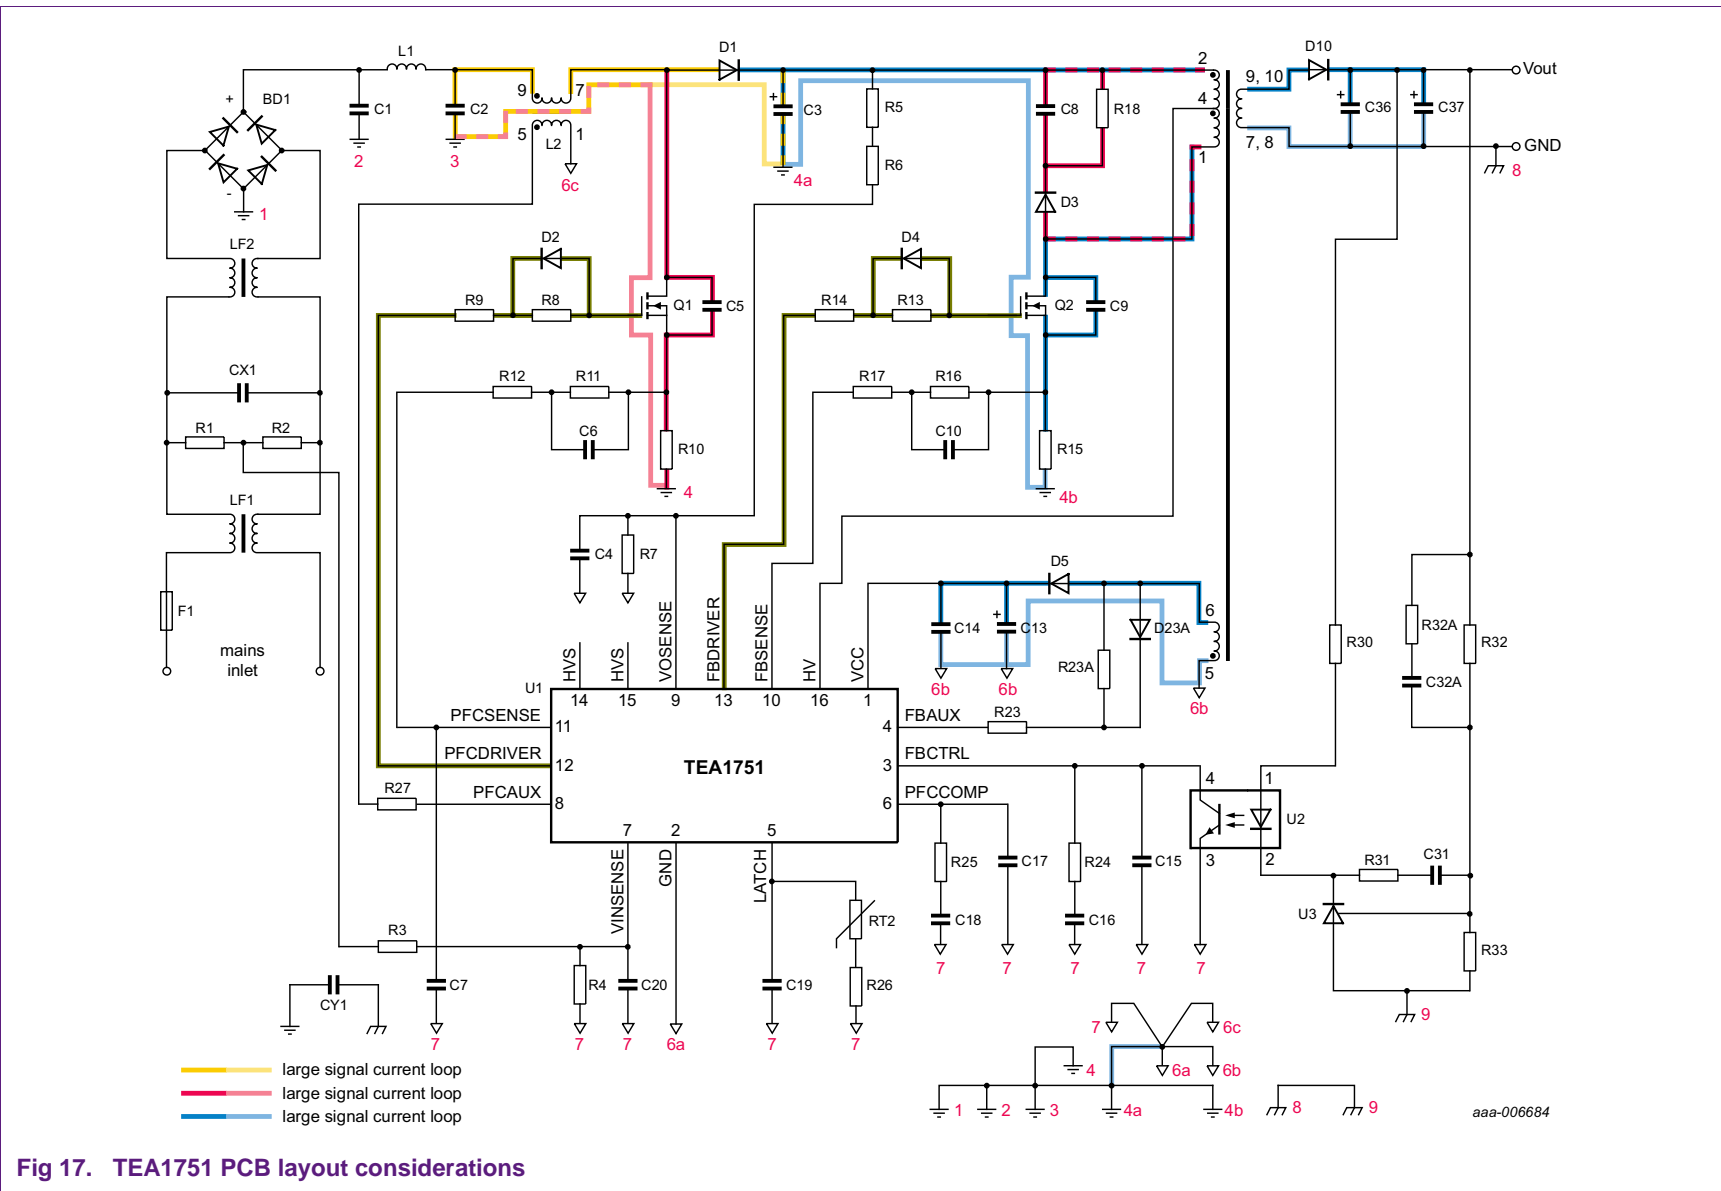 L1
D1
D10
2
9, 10
Vout
+
BD1
9
7
+
C1
C2
C3
R5
C8
R18
4
+
C36
+
C37
5
1
L2
2
3
6c
4a
R6
1
7, 8
GND
8
-
1
D3
LF2
D2
D4
R9
R8
Q1
C5
R14
R13
Q2
C9
CX1
R12
R11
R17
R16
R1
R2
C6
R10
C10
R15
4
4b
LF1
C4
R7
D5
F1
mains
inlet
HVS
HVS
VOSENSE
FBDRIVER
FBSENSE
HV
VCC
C14
+
C13
D23A
6
R23A
5
6b
6b
6b
R30
R32A
R32
C32A
U1
14
15
9
13
10
16
1
PFCSENSE
11
4
FBAUX
R23
PFCDRIVER
12
TEA1751
3
FBCTRL
R27
PFCAUX
8
6
PFCCOMP
7
2
5
4
1
U2
3
2
VINSENSE
GND
LATCH
R25
C17
R24
C15
R31
C31
C18
C16
U3
RT2
R3
R33
7
7
7
7
7
CY1
C7
R4
C20
C19
R26
7
7
7
6a
7
7
9
7
6c
4
6a
6b
1
2
3
4a
4b
8
9
large signal current loop
large signal current loop
large signal current loop
aaa-006684
Fig 17. TEA1751 PCB layout considerations